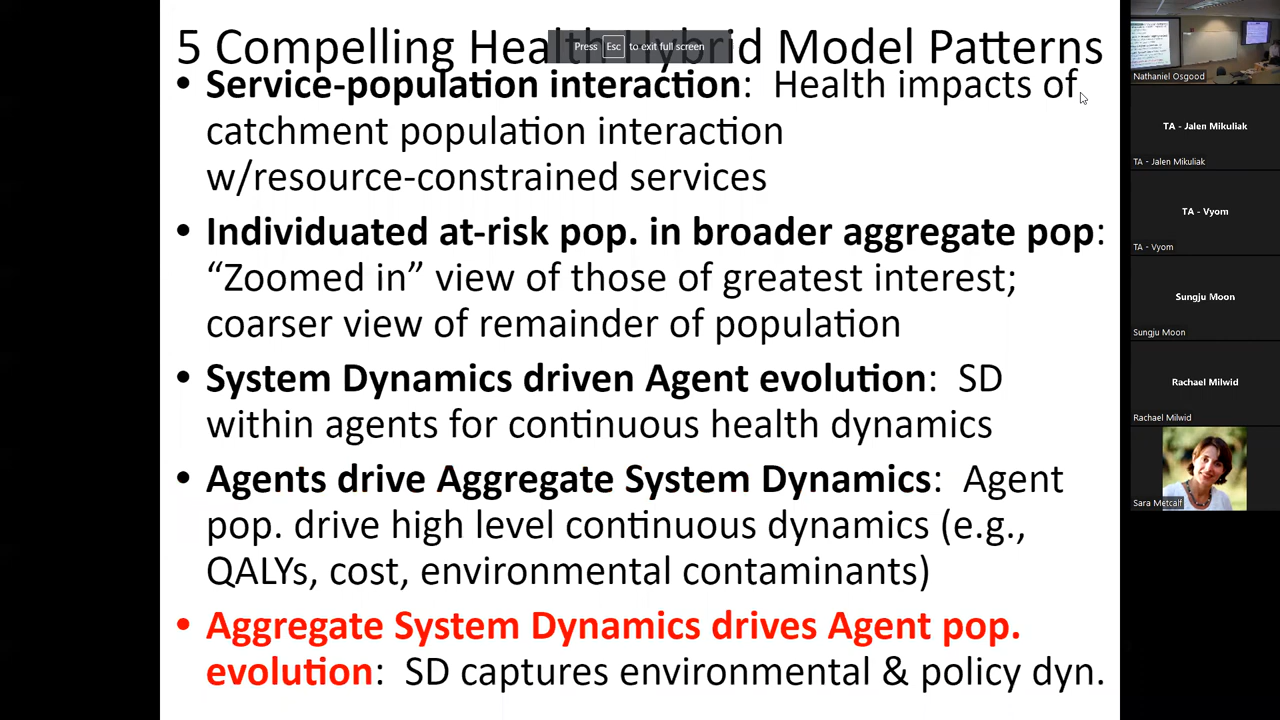 5 Compelling Health Hybrid Model Patterns
Press Esc to exit full screen
• Service-population interaction: Health impacts of
catchment population interaction
w/resource-constrained services
• Individuated at-risk pop. in broader aggregate pop:
“Zoomed in” view of those of greatest interest;
coarser view of remainder of population
• System Dynamics driven Agent evolution: SD
within agents for continuous health dynamics
• Agents drive Aggregate System Dynamics: Agent
pop. drive high level continuous dynamics (e.g.,
QALYs, cost, environmental contaminants)
• Aggregate System Dynamics drives Agent pop.
evolution: SD captures environmental & policy dyn.
Nathaniel Osgood
TA - Jalen Mikuliak
TA - Jalen Mikuliak
TA - Vyom
TA - Vyom
Sungju Moon
Sungju Moon
Rachael Milwid
Rachael Milwid
Sara Metcalf